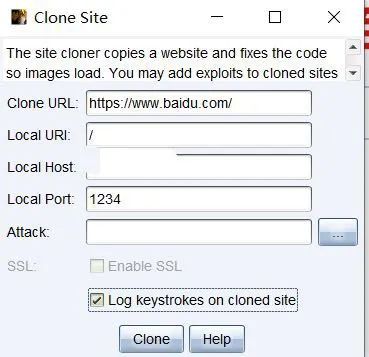 Clone Site
The site cloner copies a website and fixes the code
so images load. You may add exploits to cloned sites
Clone URL: https://www.baidu.com/
Local URI: /
Local Host:
Local Port: 1234
Attack: ...
SSL: Enable SSL
Log keystrokes on cloned site
Clone Help